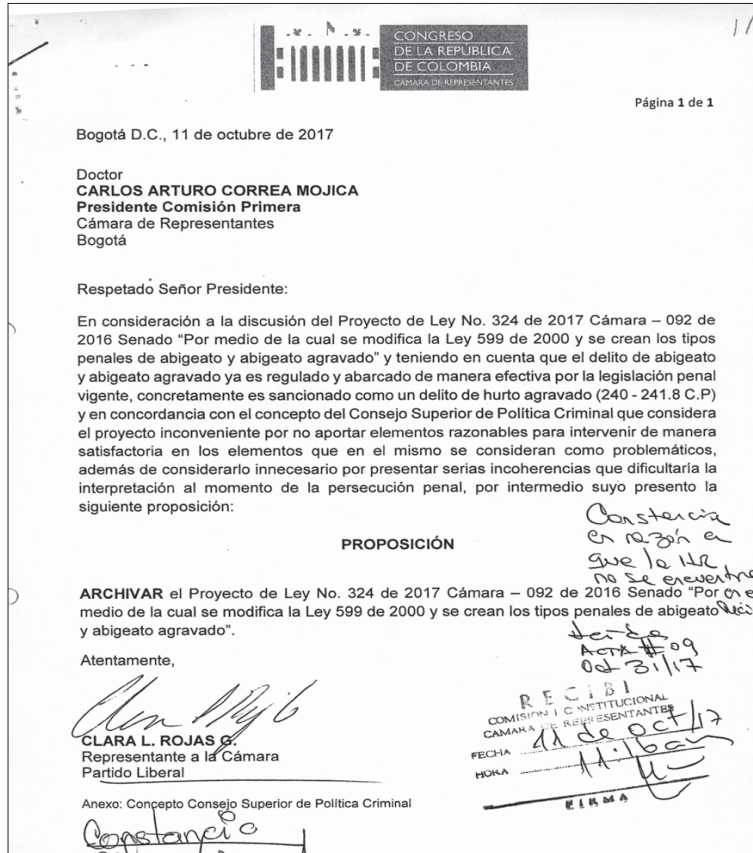 CONGRESO
DE LA REPÚBLICA
DE COLOMBIA
CÁMARA DE REPRESENTANTES
Página 1 de 1
Bogotá D.C., 11 de octubre de 2017
Doctor
CARLOS ARTURO CORREA MOJICA
Presidente Comisión Primera
Cámara de Representantes
Bogotá
Respetado Señor Presidente:
En consideración a la discusión del Proyecto de Ley No. 324 de 2017 Cámara – 092 de
2016 Senado "Por medio de la cual se modifica la Ley 599 de 2000 y se crean los tipos
penales de abigeato y abigeato agravado" y teniendo en cuenta que el delito de abigeato
y abigeato agravado ya es regulado y abarcado de manera efectiva por la legislación penal
vigente, concretamente es sancionado como un delito de hurto agravado (240 - 241.8 C.P)
y en concordancia con el concepto del Consejo Superior de Política Criminal que considera
el proyecto inconveniente por no aportar elementos razonables para intervenir de manera
satisfactoria en los elementos que en el mismo se consideran como problemáticos,
además de considerarlo innecesario por presentar serias incoherencias que dificultaría la
interpretación al momento de la persecución penal, por intermedio suyo presento la
siguiente proposición:
Constancia
en razón a
que la HR
no se encuentra
en el
PROPOSICIÓN
ARCHIVAR el Proyecto de Ley No. 324 de 2017 Cámara – 092 de 2016 Senado "Por
medio de la cual se modifica la Ley 599 de 2000 y se crean los tipos penales de abigeato
y abigeato agravado".
Acta # 09
Oct 31/17
Atentamente,
CLARA L. ROJAS G.
Representante a la Cámara
Partido Liberal
RECIBI
COMISION I CONSTITUCIONAL
CAMARA DE REPRESENTANTES
FECHA 11 de oct/17
HORA 11:16 am
FIRMA
Anexo: Concepto Consejo Superior de Política Criminal
Constancia